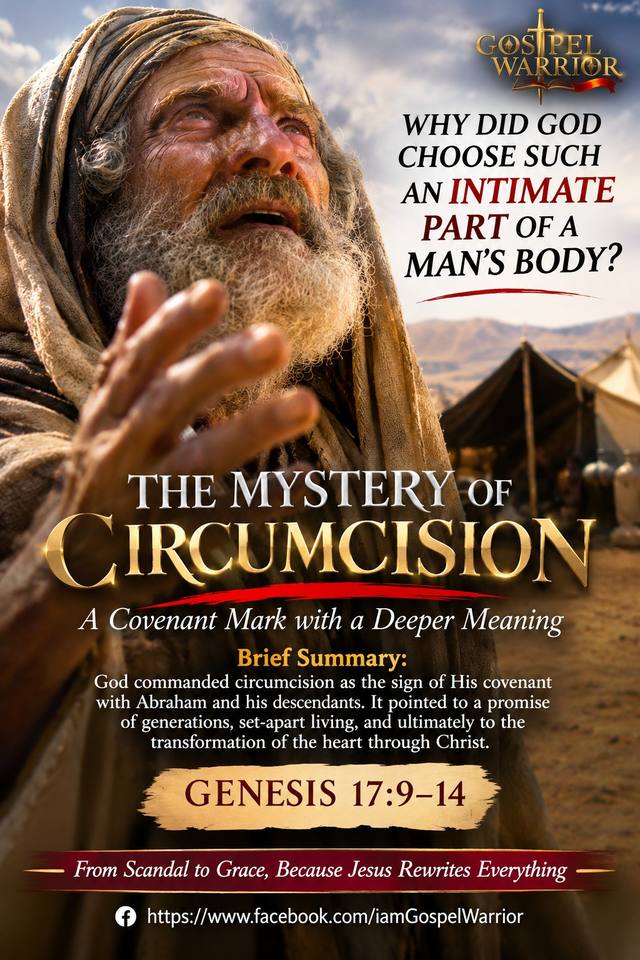 GOSPEL
WARRIOR
WHY DID GOD
CHOOSE SUCH
AN INTIMATE
PART OF A
MAN'S BODY?
THE MYSTERY OF
CIRCUMCISION
A Covenant Mark with a Deeper Meaning
Brief Summary:
God commanded circumcision as the sign of His covenant
with Abraham and his descendants. It pointed to a promise
of generations, set-apart living, and ultimately to the
transformation of the heart through Christ.
GENESIS 17:9–14
From Scandal to Grace, Because Jesus Rewrites Everything
https://www.facebook.com/iamGospelWarrior